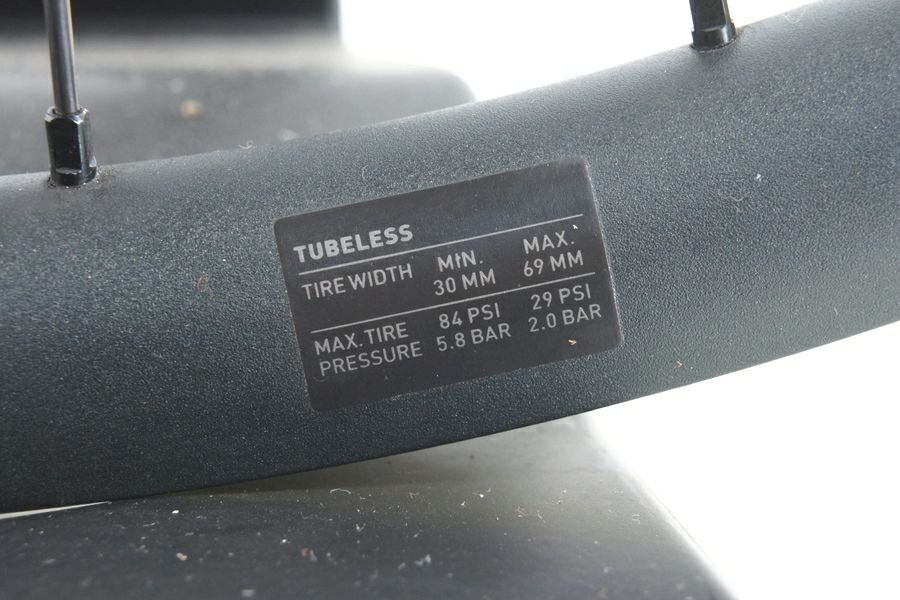 TUBELESS
TIRE WIDTH MIN. 30 MM MAX. 69 MM
MAX. TIRE PRESSURE 84 PSI 5.8 BAR 29 PSI 2.0 BAR